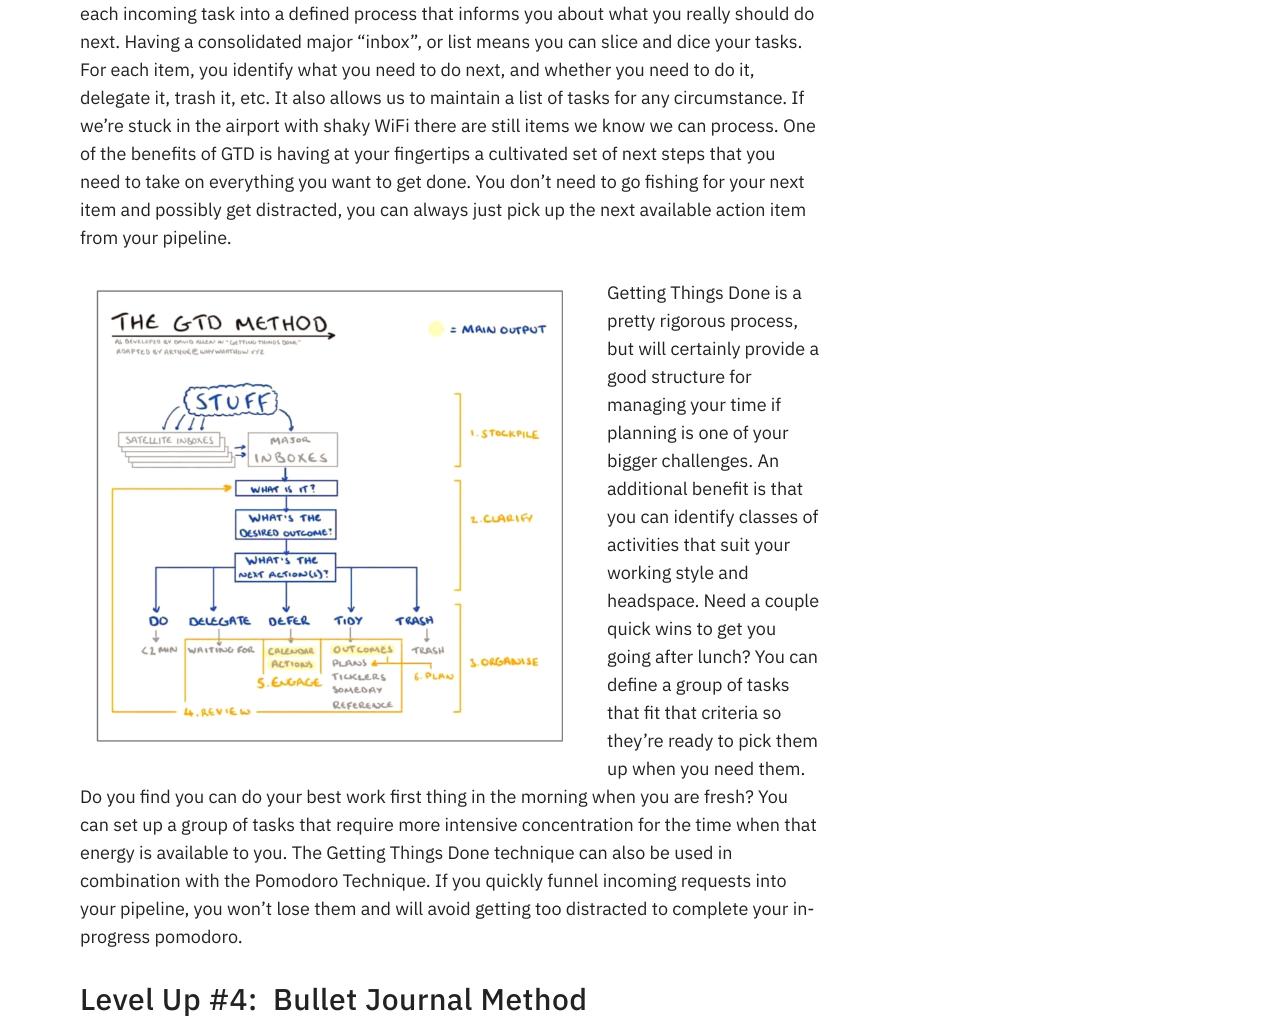 each incoming task into a defined process that informs you about what you really should do
next. Having a consolidated major “inbox”, or list means you can slice and dice your tasks.
For each item, you identify what you need to do next, and whether you need to do it,
delegate it, trash it, etc. It also allows us to maintain a list of tasks for any circumstance. If
we’re stuck in the airport with shaky WiFi there are still items we know we can process. One
of the benefits of GTD is having at your fingertips a cultivated set of next steps that you
need to take on everything you want to get done. You don’t need to go fishing for your next
item and possibly get distracted, you can always just pick up the next available action item
from your pipeline.
THE GTD METHOD
= MAIN OUTPUT
AS DEVELOPED BY DAVID ALLEN IN "GETTING THINGS DONE"
ADAPTED BY ARTHUR@WHYWHATHOW.XYZ
STUFF
SATELLITE INBOXES
MAJOR
INBOXES
1. STOCKPILE
WHAT IS IT?
WHAT'S THE
DESIRED OUTCOME?
2. CLARIFY
WHAT'S THE
NEXT ACTION(S)?
DO DELEGATE DEFER TIDY TRASH
<2 MIN WAITING FOR CALENDAR OUTCOMES TRASH
ACTIONS PLANS
3. ORGANISE
5. ENGAGE TICKLERS 6. PLAN
SOMEDAY
REFERENCE
4. REVIEW
Getting Things Done is a
pretty rigorous process,
but will certainly provide a
good structure for
managing your time if
planning is one of your
bigger challenges. An
additional benefit is that
you can identify classes of
activities that suit your
working style and
headspace. Need a couple
quick wins to get you
going after lunch? You can
define a group of tasks
that fit that criteria so
they’re ready to pick them
up when you need them.
Do you find you can do your best work first thing in the morning when you are fresh? You
can set up a group of tasks that require more intensive concentration for the time when that
energy is available to you. The Getting Things Done technique can also be used in
combination with the Pomodoro Technique. If you quickly funnel incoming requests into
your pipeline, you won’t lose them and will avoid getting too distracted to complete your in-
progress pomodoro.
Level Up #4: Bullet Journal Method